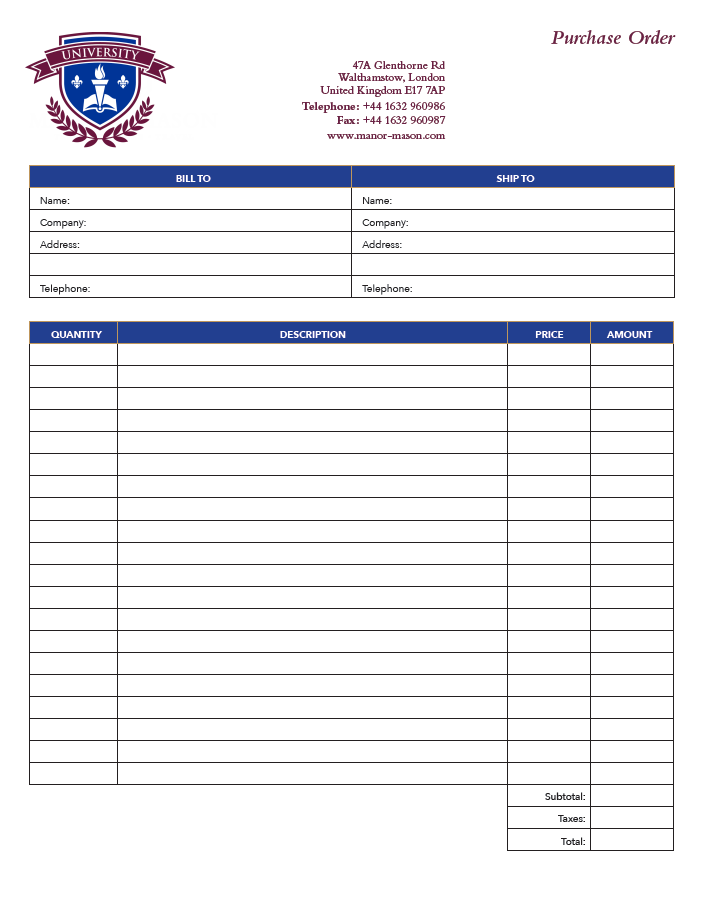 UNIVERSITY
Purchase Order
47A Glenthorne Rd
Walthamstow, London
United Kingdom E17 7AP
Telephone: +44 1632 960986
Fax: +44 1632 960987
www.manor-mason.com
BILL TO SHIP TO
Name: Name:
Company: Company:
Address: Address:
Telephone: Telephone:
QUANTITY DESCRIPTION PRICE AMOUNT
Subtotal:
Taxes:
Total: